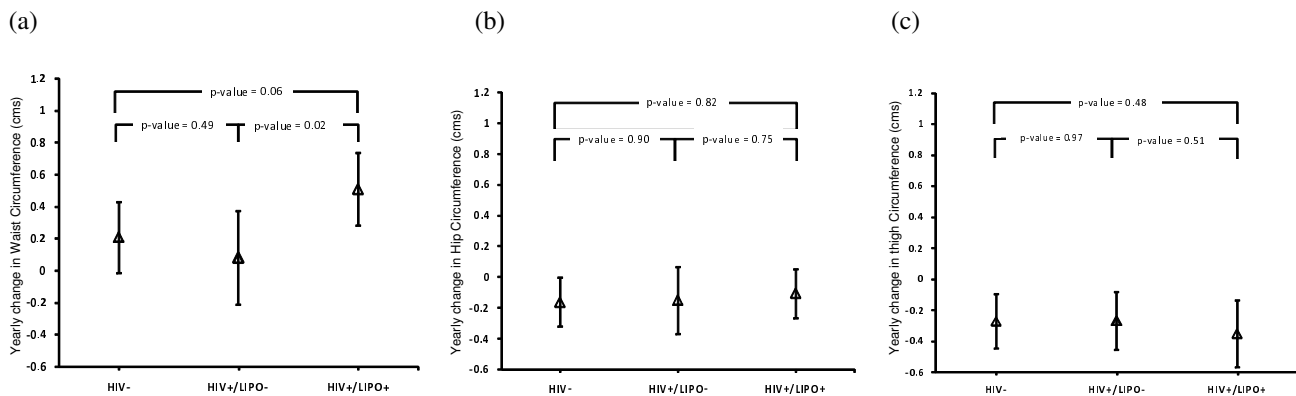 (a)
(b)
(c)
Yearly change in Waist Circumference (cms)
1.2
1
0.8
0.6
0.4
0.2
0
-0.2
-0.4
-0.6
p-value = 0.06
p-value = 0.49
p-value = 0.02
HIV-
HIV+/LIPO-
HIV+/LIPO+
Yearly change in Hip Circumference (cms)
1.2
1
0.8
0.6
0.4
0.2
0
-0.2
-0.4
-0.6
p-value = 0.82
p-value = 0.90
p-value = 0.75
HIV-
HIV+/LIPO-
HIV+/LIPO+
Yearly change in thigh Circumference (cms)
1.2
1
0.8
0.6
0.4
0.2
0
-0.2
-0.4
-0.6
p-value = 0.48
p-value = 0.97
p-value = 0.51
HIV-
HIV+/LIPO-
HIV+/LIPO+